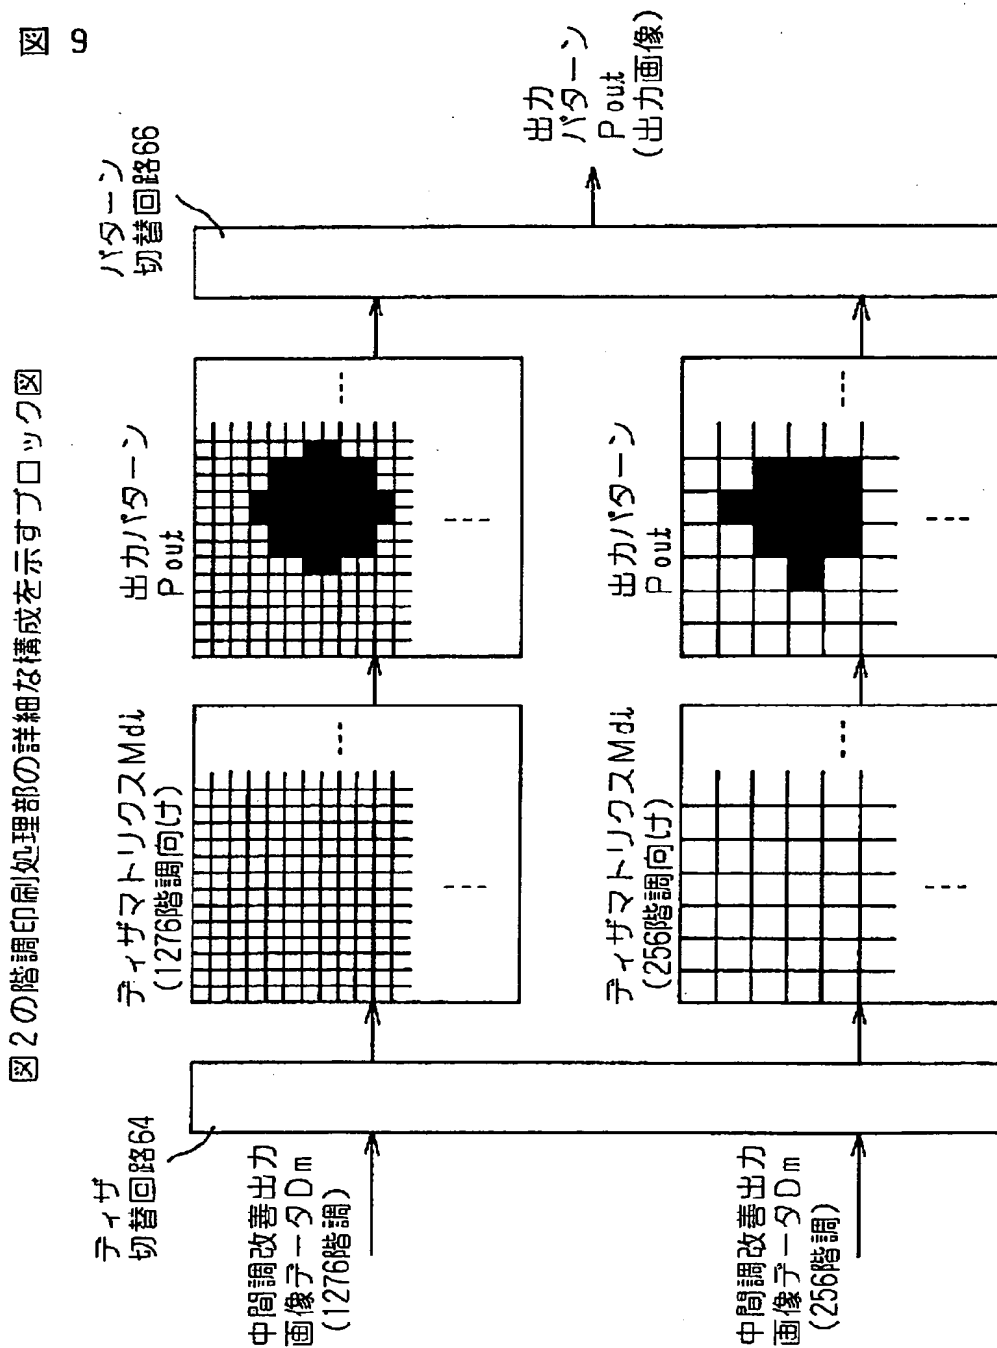 図 9
図2の階調印刷処理部の詳細な構成を示すブロック図
ディザ
切替回路64
中間調改善出力
画像データDm
(1276階調)
ディザマトリクスMdi
(1276階調向け)
出力パターン
Pout
パターン
切替回路66
出力
パターン
Pout
(出力画像)
中間調改善出力
画像データDm
(256階調)
ディザマトリクスMdi
(256階調向け)
出力パターン
Pout